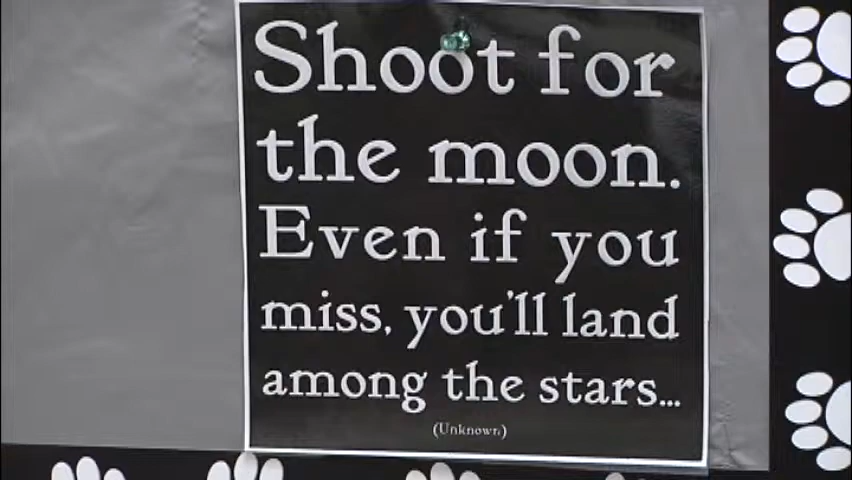 Shoot for
the moon.
Even if you
miss, you'll land
among the stars...
(Unknown)